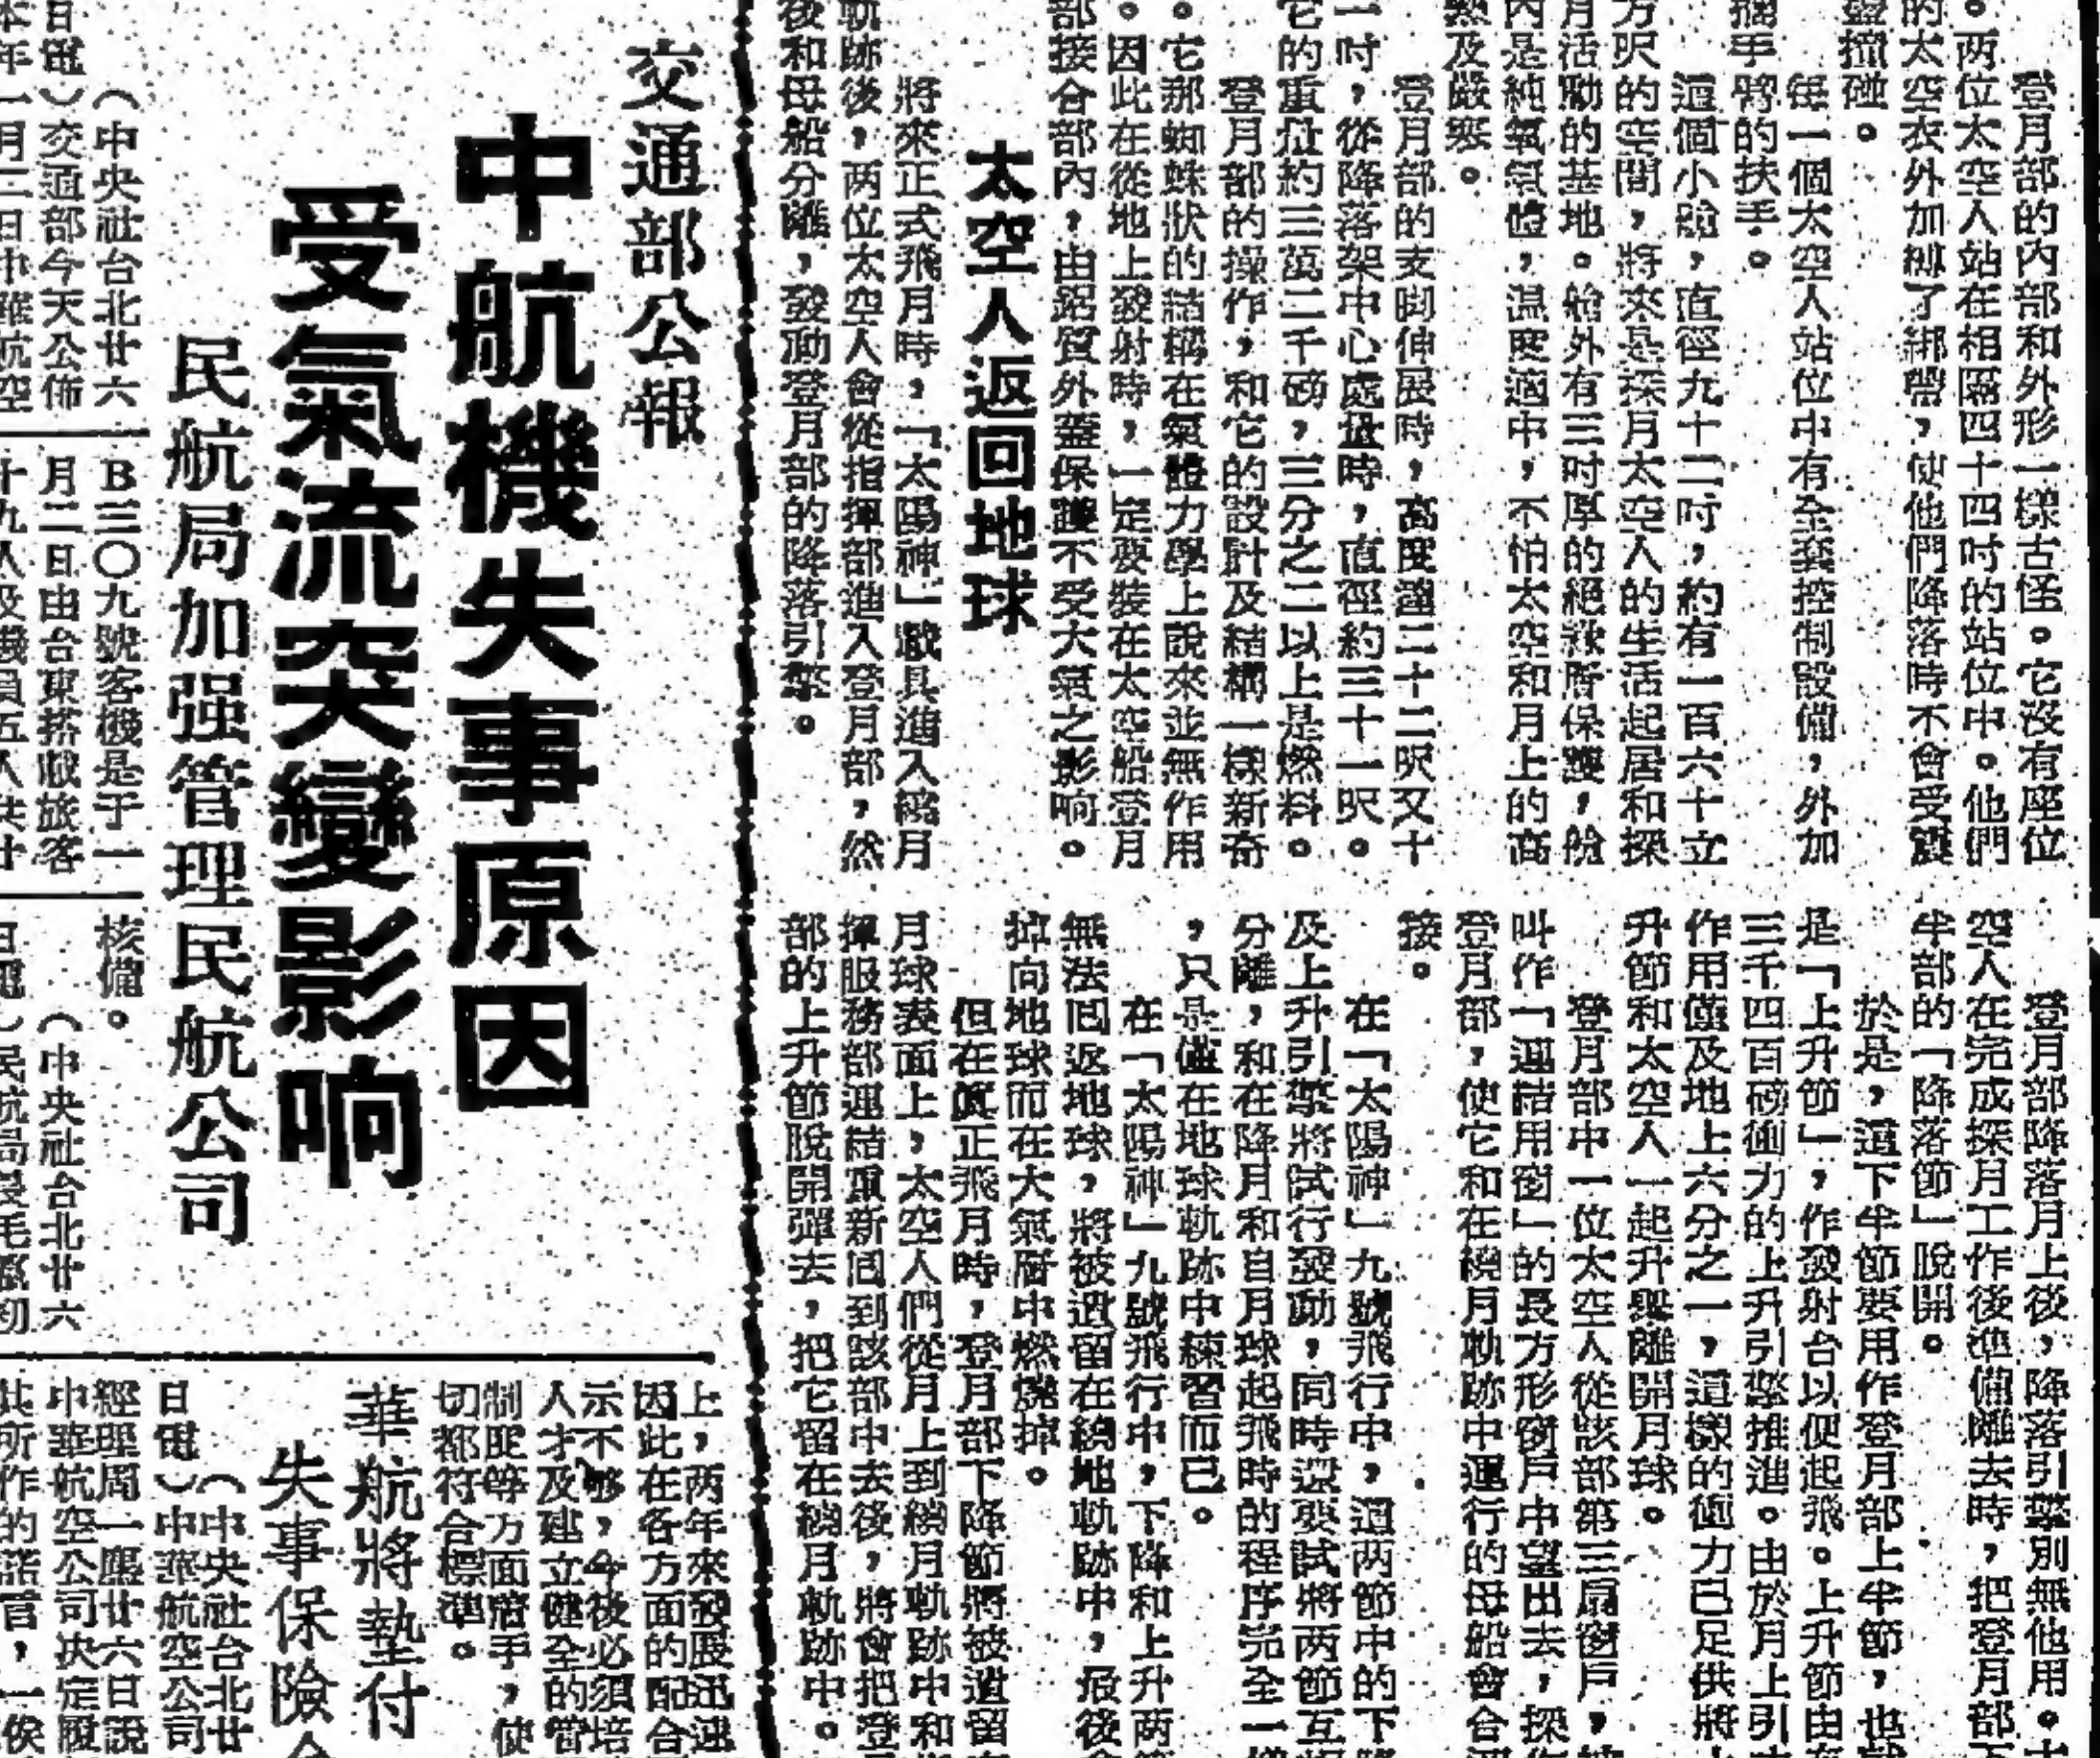 登月部的內部和外形一樣古怪。它沒有座位
。两位太空人站在相隔四十四吋的站位中。他們
的太空衣外加綁了綁帶,使他們降落時不會受震
盪撞碰。
每一個太空人站位中有全套控制設備,外加
擱手臂的扶手。
這個小艙,直徑九十二吋,約有一百六十立
方呎的空間,將來是探月太空人的生活起居和探
月活動的基地。艙外有三吋厚的絕緣層保護,艙
內是純氧氣體,溫度適中,不怕太空和月上的高
熱及嚴寒。
登月部的支脚伸展時,高度逾二十二呎又十
一吋,從降落架中心處量時,直徑約三十一呎。
它的重量約三萬二千磅,三分之二以上是燃料。
登月部的操作,和它的設計及結構一樣新奇
。它那蜘蛛狀的結構在氣體力學上說來並無作用
。因此在從地上發射時,一定要裝在太空船登月
部接合部內,由鋁質外蓋保護不受大氣之影响。
太空人返回地球
將來正式飛月時,「太陽神」載具進入繞月
軌跡後,两位太空人會從指揮部進入登月部,然
後和母船分離,發動登月部的降落引擎。
登月部降落月上後,降落引擎別無他用。
空人在完成探月工作後準備離去時,把登月部下
半部的「降落節」脫開。
於是,這下半節要用作登月部上半節,也
是「上升節」,作發射台以便起飛。上升節由
三千四百磅衝力的上升引擎推進。由於月上引
作用僅及地上六分之一,這樣的衝力已足供將
升節和太空人一起升舉離開月球。
登月部中一位太空人從該部第三扇窗戶,
叫作「連結用窗」的長方形窗戶中望出去,操
登月部,使它和在繞月軌跡中運行的母船會合
接。
在「太陽神」九號飛行中,這两節中的下
及上升引擎將試行發動,同時還要試將两節互
分離,和在降月和自月球起飛時的程序完全一
,只是僅在地球軌跡中練習而已。
在「太陽神」九號飛行中,下降和上升两
無法回返地球,將被遺留在繞地軌跡中,最後
掉向地球而在大氣層中燃燒掉。
但在眞正飛月時,登月部下降節將被遺留
月球表面上,太空人們從月上到繞月軌跡中和
揮服務部連結重新回到該部中去後,將會把登
部的上升節脫開彈去,把它留在繞月軌跡中。
交通部公報
中航機失事原因
受氣流突變影响
民航局加强管理民航公司
(中央社台北廿六
日電)交通部今天公佈
本年一月二日中華航空
B三〇九號客機是于一
月二日由台東搭載旅客
十九人及機員五人共廿
核備。
(中央社台北廿六
日電)民航局長毛瀛初
上,两年來發展迅速
因此在各方面的配合
示不够,今後必須培
人才及建立健全的管
制度等方面着手,使
切都符合標準。
華航將墊付
失事保險
(中央社台北廿
日電)中華航空公司
經理周一塵廿六日說
中華航空公司决定履
其所作的諾言,一俟